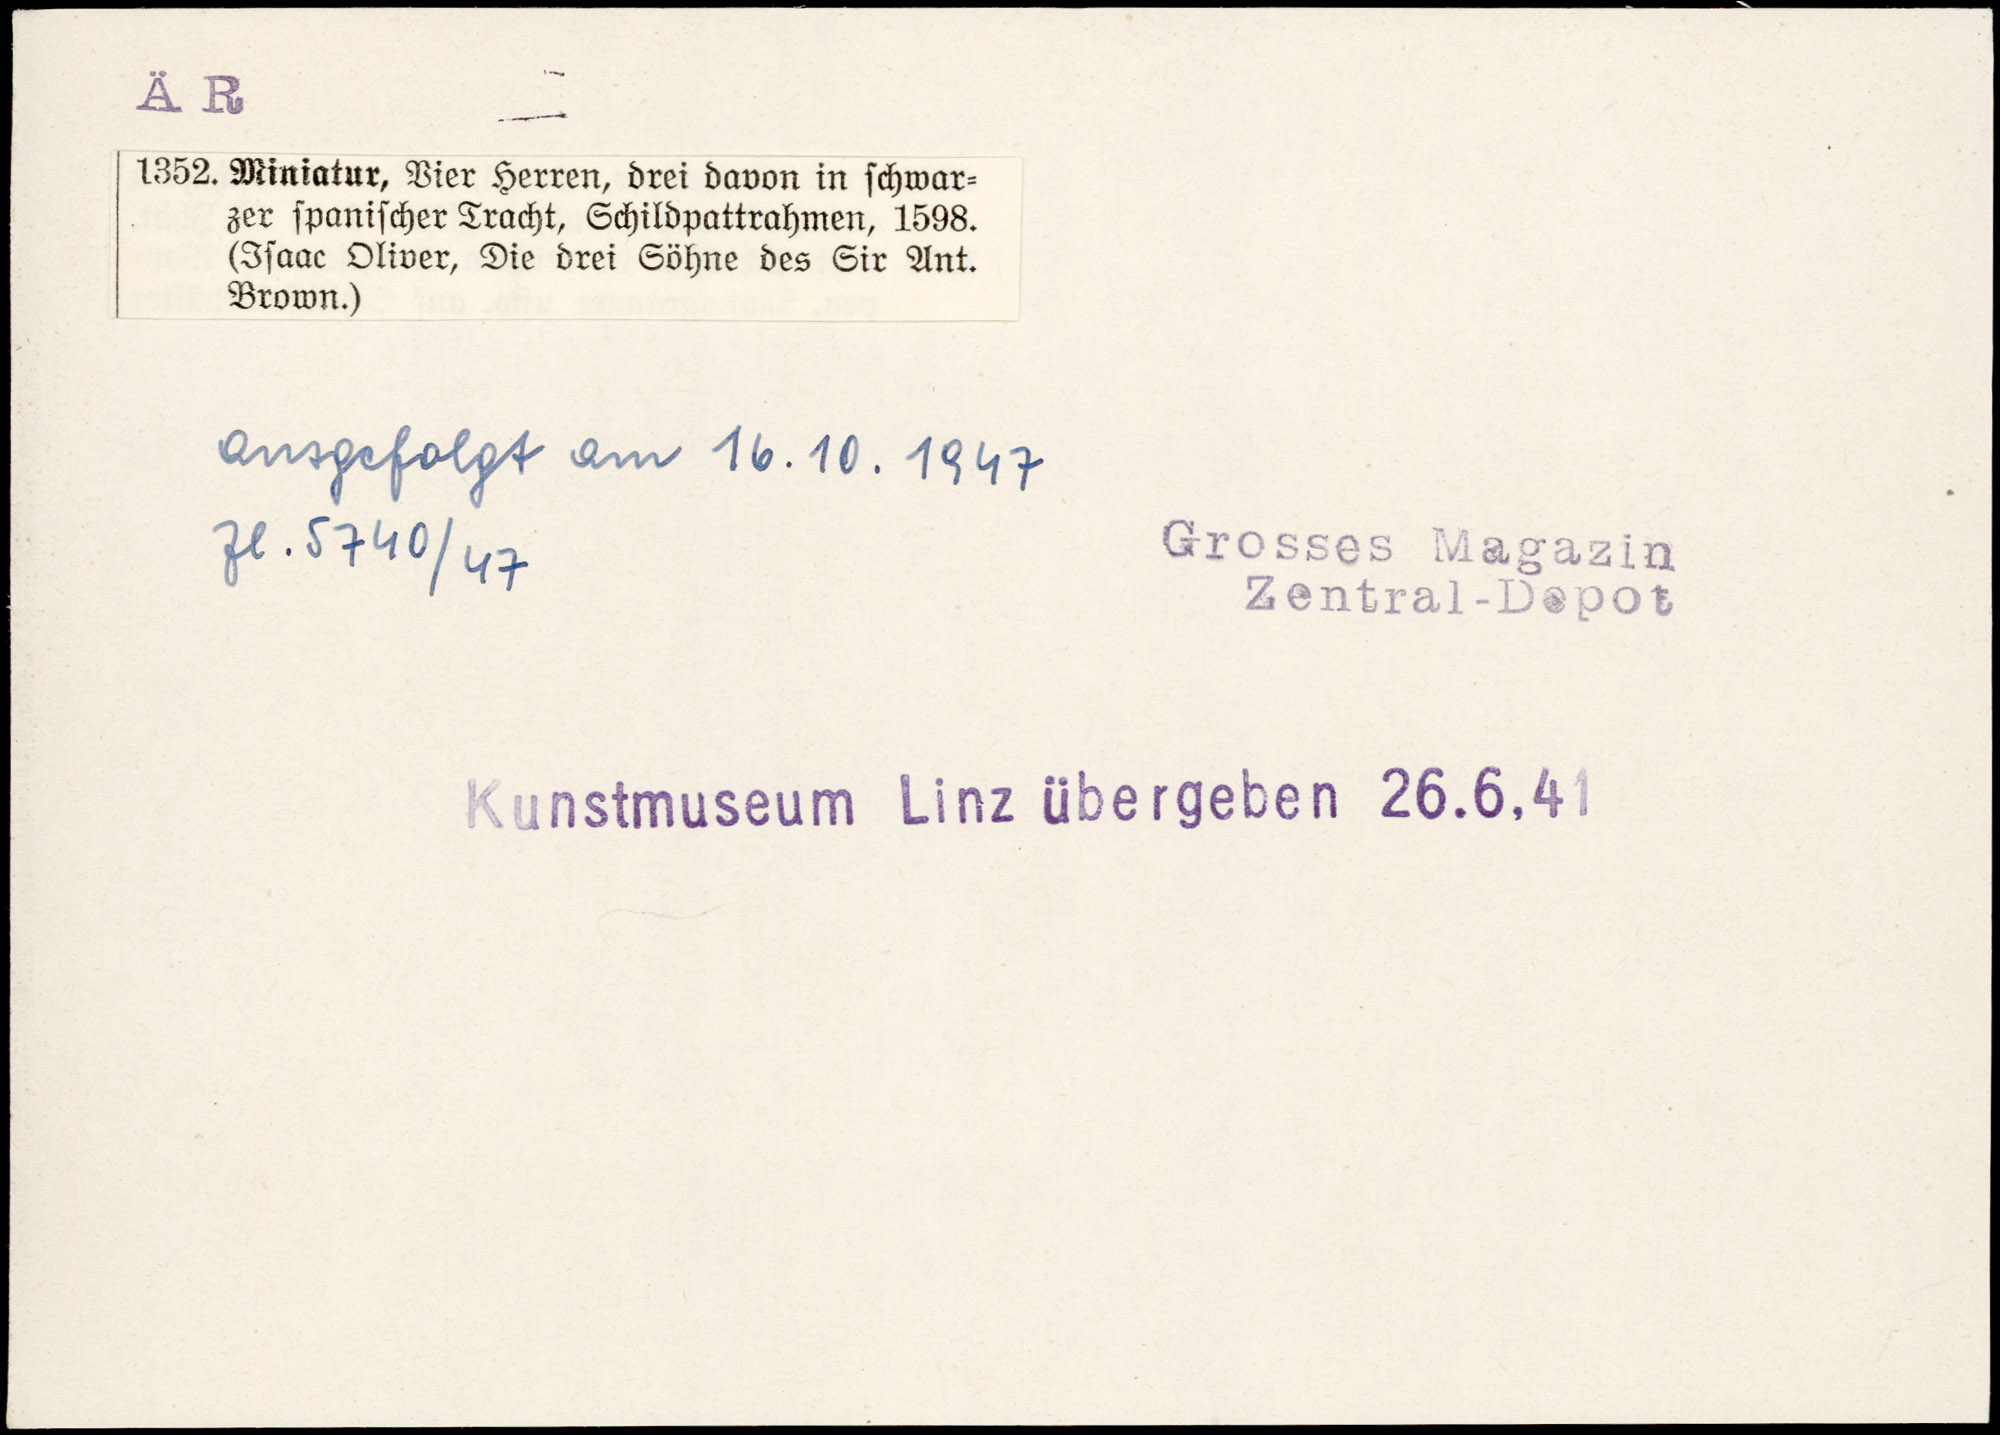 Ä R
1352. Miniatur, Vier Herren, drei davon in schwar-
zer spanischer Tracht, Schildpattrahmen, 1598.
(Isaac Oliver, Die drei Söhne des Sir Ant.
Brown.)
ausgefolgt am 16.10.1947
Zl. 5740/47
Grosses Magazin
Zentral-Depot
Kunstmuseum Linz übergeben 26.6.41